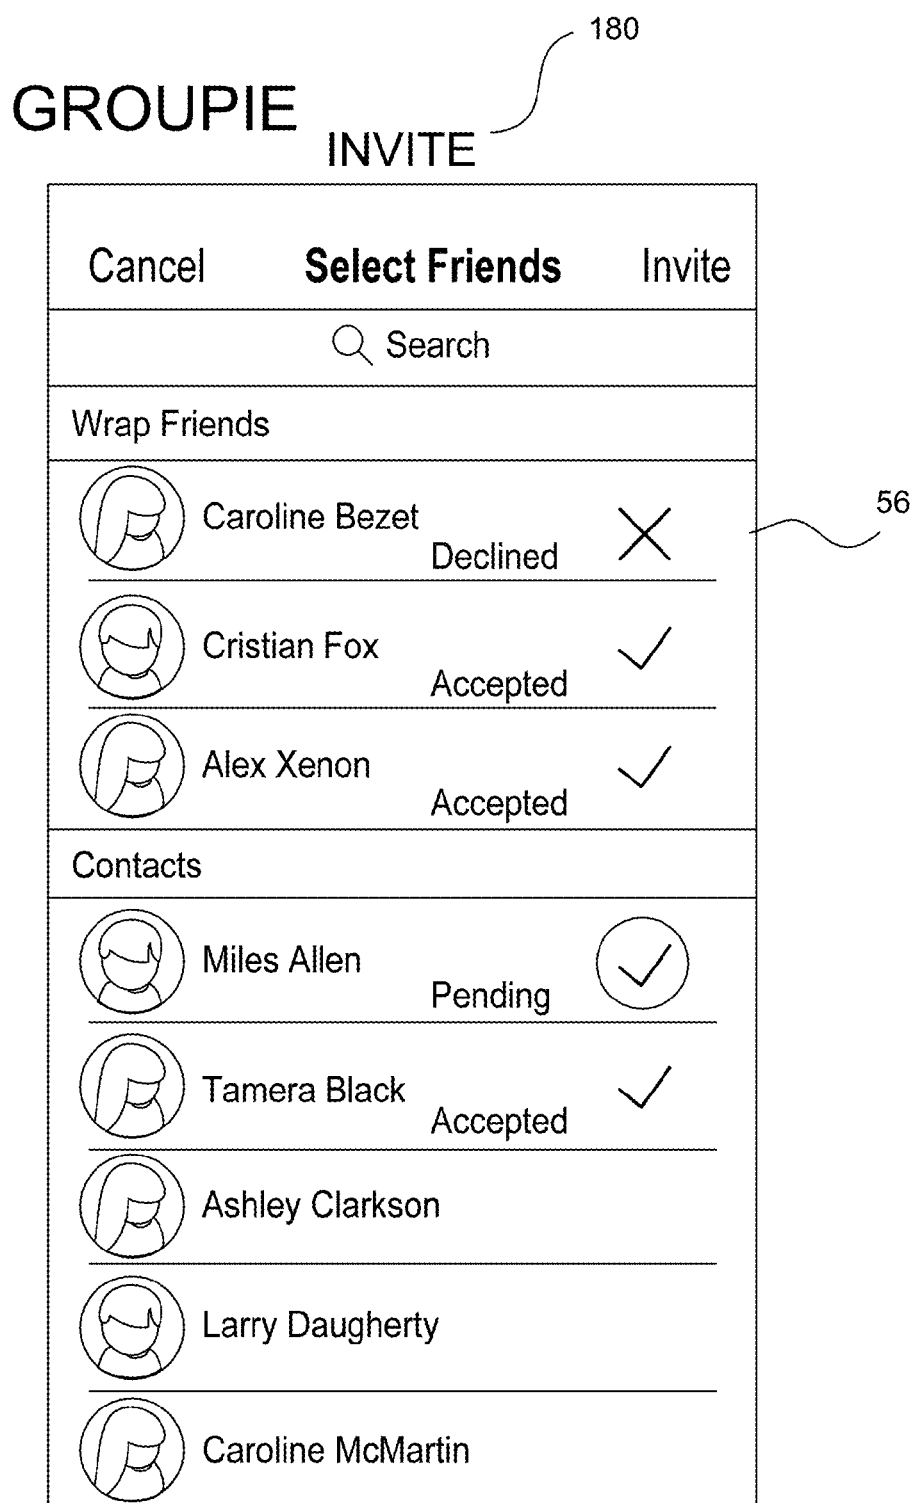 180
GROUPIE
INVITE
Cancel Select Friends Invite
Search
Wrap Friends
56
Caroline Bezet
Declined
Cristian Fox
Accepted
Alex Xenon
Accepted
Contacts
Miles Allen
Pending
Tamera Black
Accepted
Ashley Clarkson
Larry Daugherty
Caroline McMartin